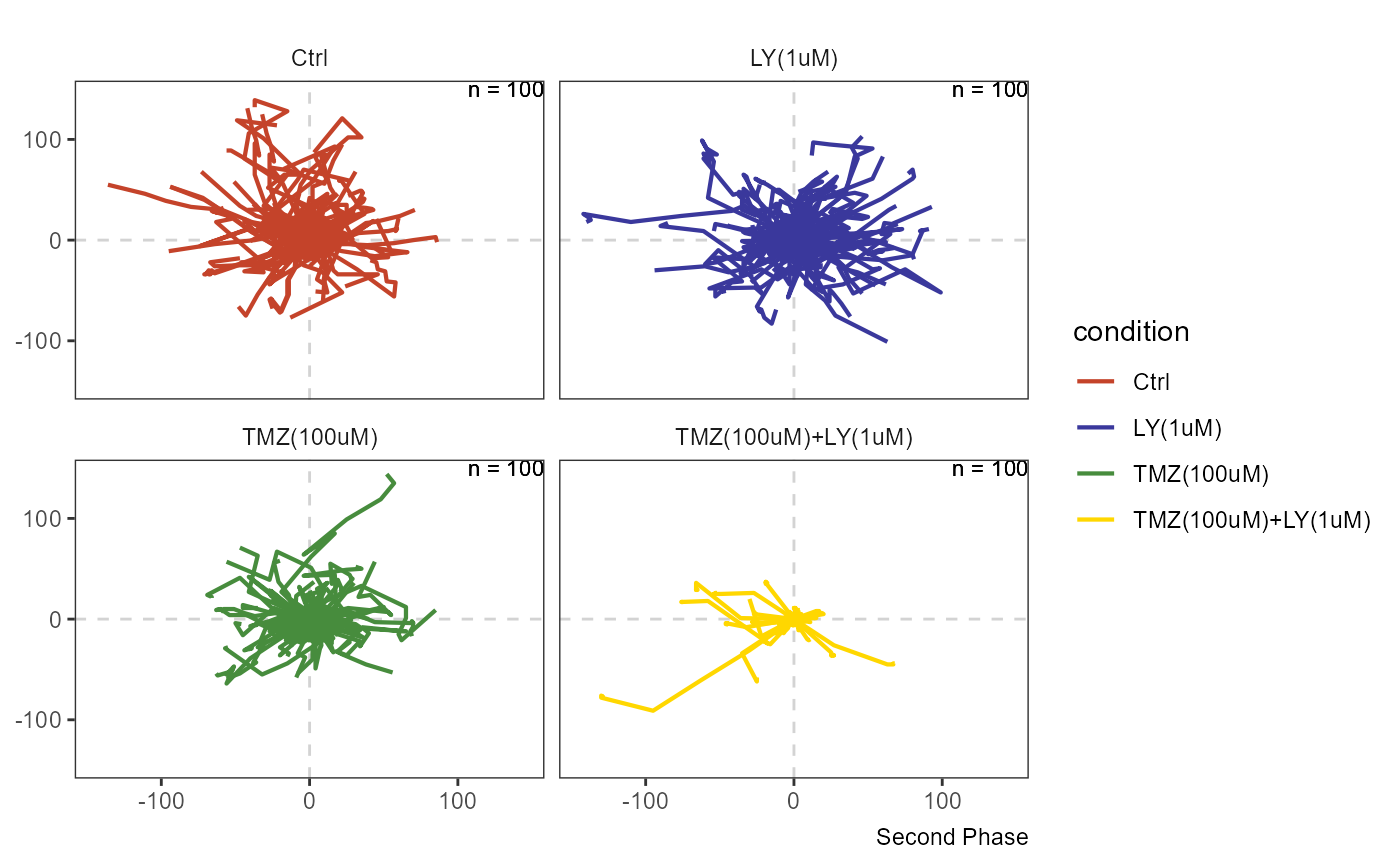 Ctrl
LY(1uM)
n = 100
n = 100
100
0
-100
TMZ(100uM)
TMZ(100uM)+LY(1uM)
n = 100
n = 100
100
0
-100
-100
0
100
-100
0
100
Second Phase
condition
Ctrl
LY(1uM)
TMZ(100uM)
TMZ(100uM)+LY(1uM)